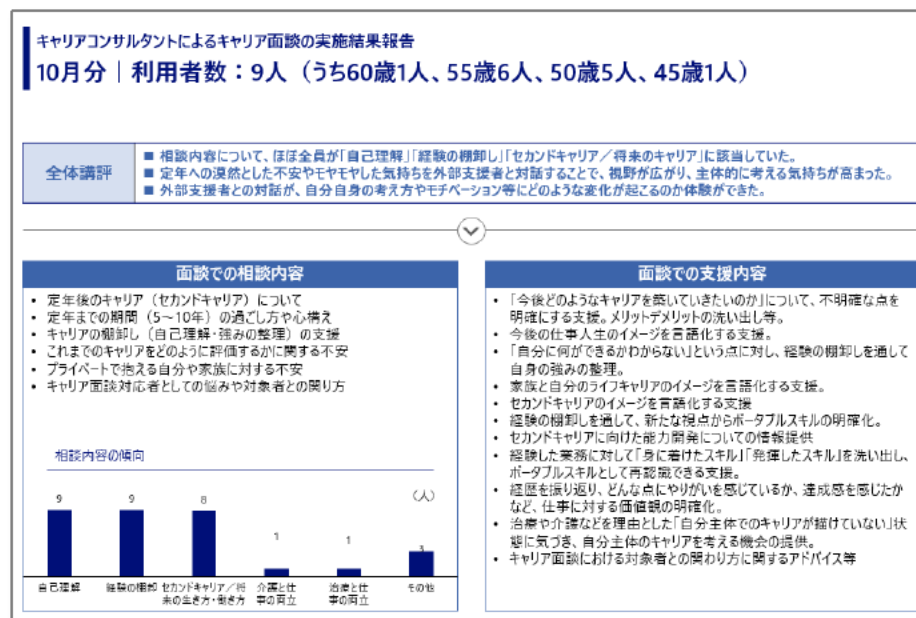 キャリアコンサルタントによるキャリア面談の実施結果報告
10月分｜利用者数：9人（うち60歳1人、55歳6人、50歳5人、45歳1人）
全体講評
■ 相談内容について、ほぼ全員が「自己理解」「経験の棚卸し」「セカンドキャリア／将来のキャリア」に該当していた。
■ 定年への漠然とした不安やモヤモヤした気持ちを外部支援者と対話することで、視野が広がり、主体的に考える気持ちが高まった。
■ 外部支援者との対話が、自分自身の考え方やモチベーション等にどのような変化が起こるのか体験ができた。
面談での相談内容
• 定年後のキャリア（セカンドキャリア）について
• 定年までの期間（5～10年）の過ごし方や心構え
• キャリアの棚卸し（自己理解・強みの整理）の支援
• これまでのキャリアをどのように評価するかに関する不安
• プライベートで抱える自分や家族に対する不安
• キャリア面談対応者としての悩みや対象者との関り方
相談内容の傾向
（人）
9 9 8 1 1 3
自己理解 経験の棚卸 セカンドキャリア／将 介護と仕 治療と仕 その他
来の生き方・働き方 事の両立 事の両立
面談での支援内容
• 「今後どのようなキャリアを築いていきたいのか」について、不明確な点を
明確にする支援。メリットデメリットの洗い出し等。
• 今後の仕事人生のイメージを言語化する支援。
• 「自分に何ができるかわからない」という点に対し、経験の棚卸しを通して
自身の強みの整理。
• 家族と自分のライフキャリアのイメージを言語化する支援。
• セカンドキャリアのイメージを言語化する支援
• 経験の棚卸しを通して、新たな視点からポータブルスキルの明確化。
• セカンドキャリアに向けた能力開発についての情報提供
• 経験した業務に対して「身に着けたスキル」「発揮したスキル」を洗い出し、
ポータブルスキルとして再認識できる支援。
• 経歴を振り返り、どんな点にやりがいを感じているか、達成感を感じたか
など、仕事に対する価値観の明確化。
• 治療や介護などを理由とした「自分主体でのキャリアが描けていない」状
態に気づき、自分主体のキャリアを考える機会の提供。
• キャリア面談における対象者との関わり方に関するアドバイス等